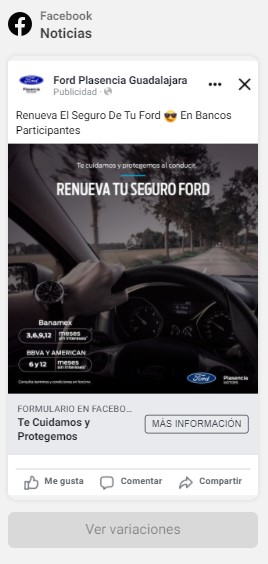 Facebook
Noticias
Ford Plasencia Guadalajara
Publicidad ·
Renueva El Seguro De Tu Ford 😎 En Bancos
Participantes
Te cuidamos y protegemos al conducir.
RENUEVA TU SEGURO FORD
Banamex
3,6,9,12 meses sin intereses
BBVA Y AMERICAN
6 y 12 meses sin intereses
Consulta términos y condiciones en
Ford Plasencia
FORMULARIO EN FACEBO...
Te Cuidamos y
Protegemos
MÁS INFORMACIÓN
Me gusta Comentar Compartir
Ver variaciones